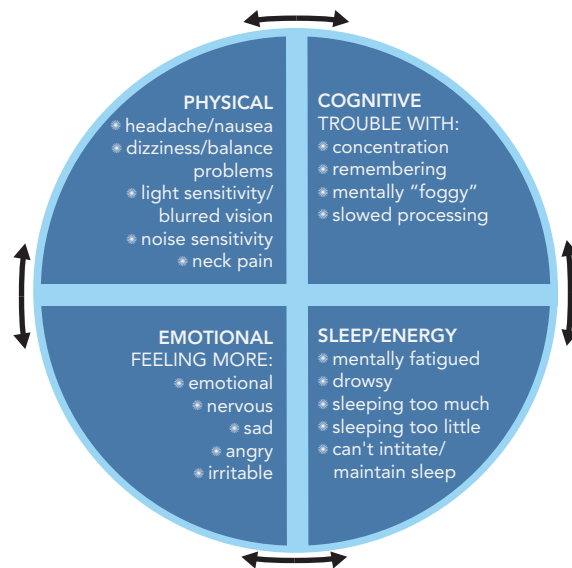 PHYSICAL
headache/nausea
dizziness/balance
problems
light sensitivity/
blurred vision
noise sensitivity
neck pain
COGNITIVE
TROUBLE WITH:
concentration
remembering
mentally “foggy”
slowed processing
EMOTIONAL
FEELING MORE:
emotional
nervous
sad
angry
irritable
SLEEP/ENERGY
mentally fatigued
drowsy
sleeping too much
sleeping too little
can't intitate/
maintain sleep